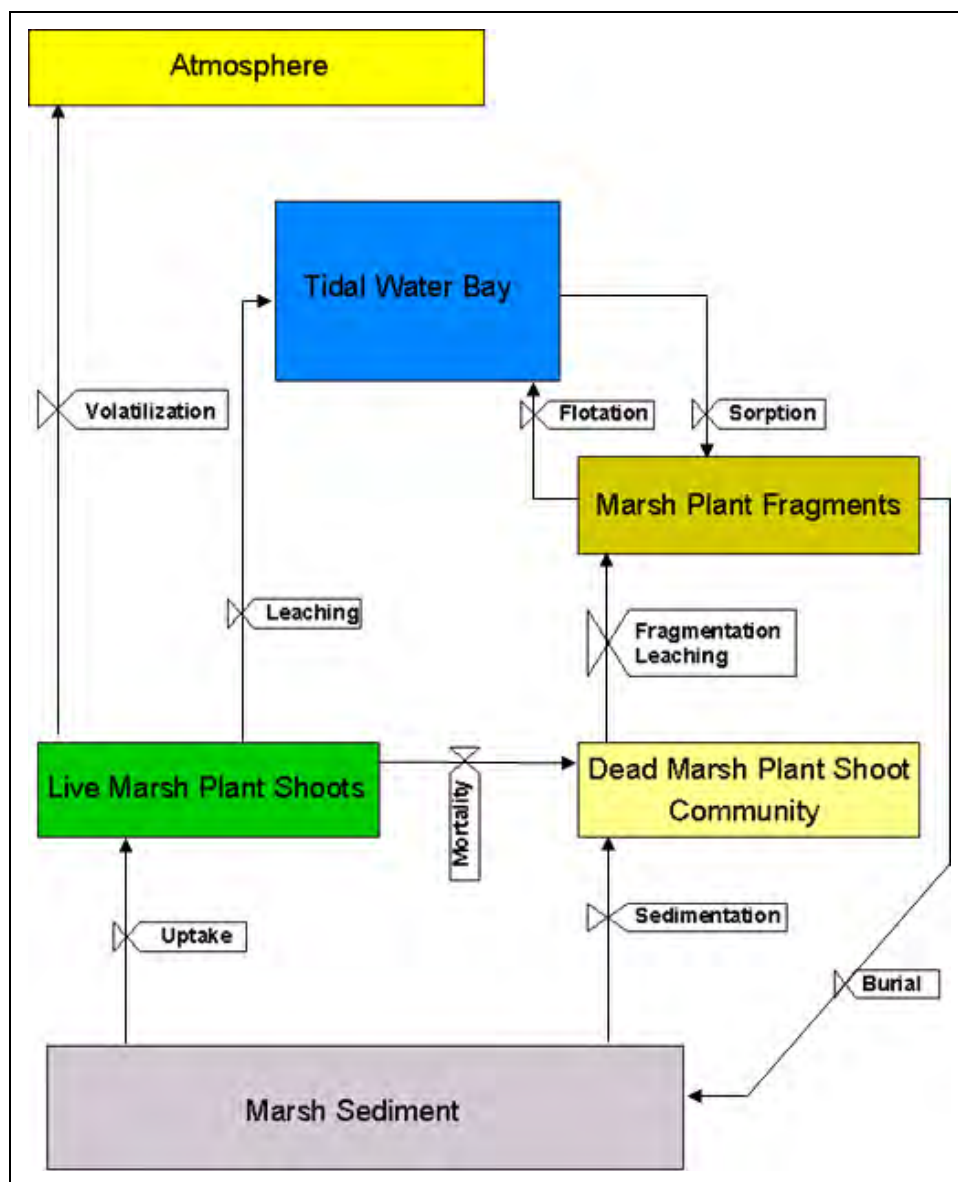 Atmosphere
Tidal Water Bay
Volatilization
Flotation
Sorption
Marsh Plant Fragments
Leaching
Fragmentation
Leaching
Live Marsh Plant Shoots
Mortality
Dead Marsh Plant Shoot
Community
Uptake
Sedimentation
Burial
Marsh Sediment